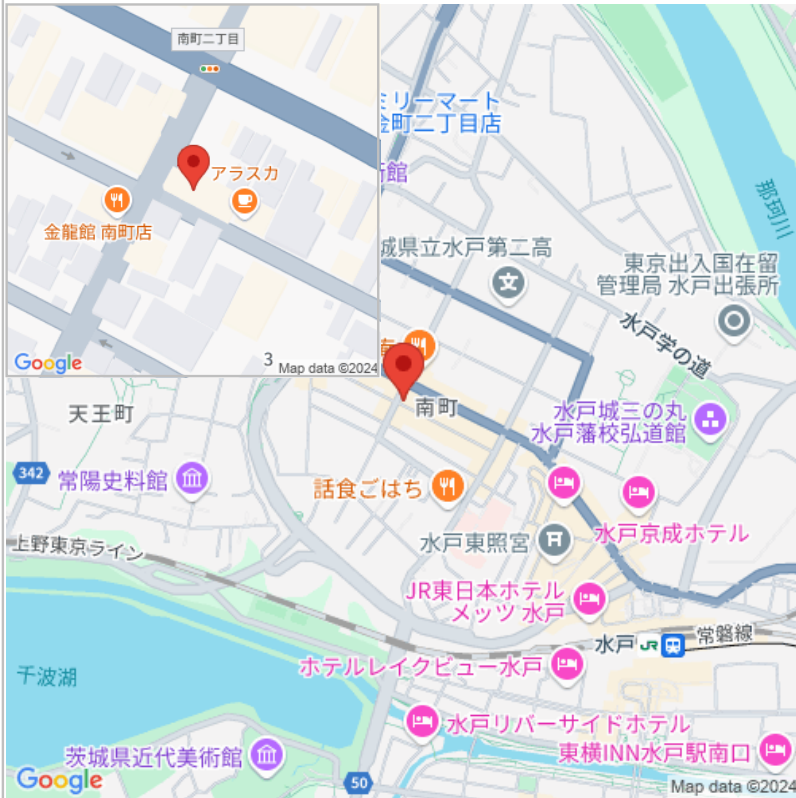 南町二丁目
アラスカ
金龍館 南町店
Google
3
Map data ©2024
ミリーマート
金町二丁目店
館
那珂川
城県立水戸第二高
東京出入国在留
管理局 水戸出張所
水戸学の道
南町
天王町
水戸城三の丸
水戸藩校弘道館
342
常陽史料館
話食ごはち
水戸京成ホテル
水戸東照宮
上野東京ライン
JR東日本ホテル
メッツ 水戸
水戸
JR
常磐線
ホテルレイクビュー水戸
千波湖
水戸リバーサイドホテル
茨城県近代美術館
東横INN水戸駅南口
50
Google
Map data ©2024